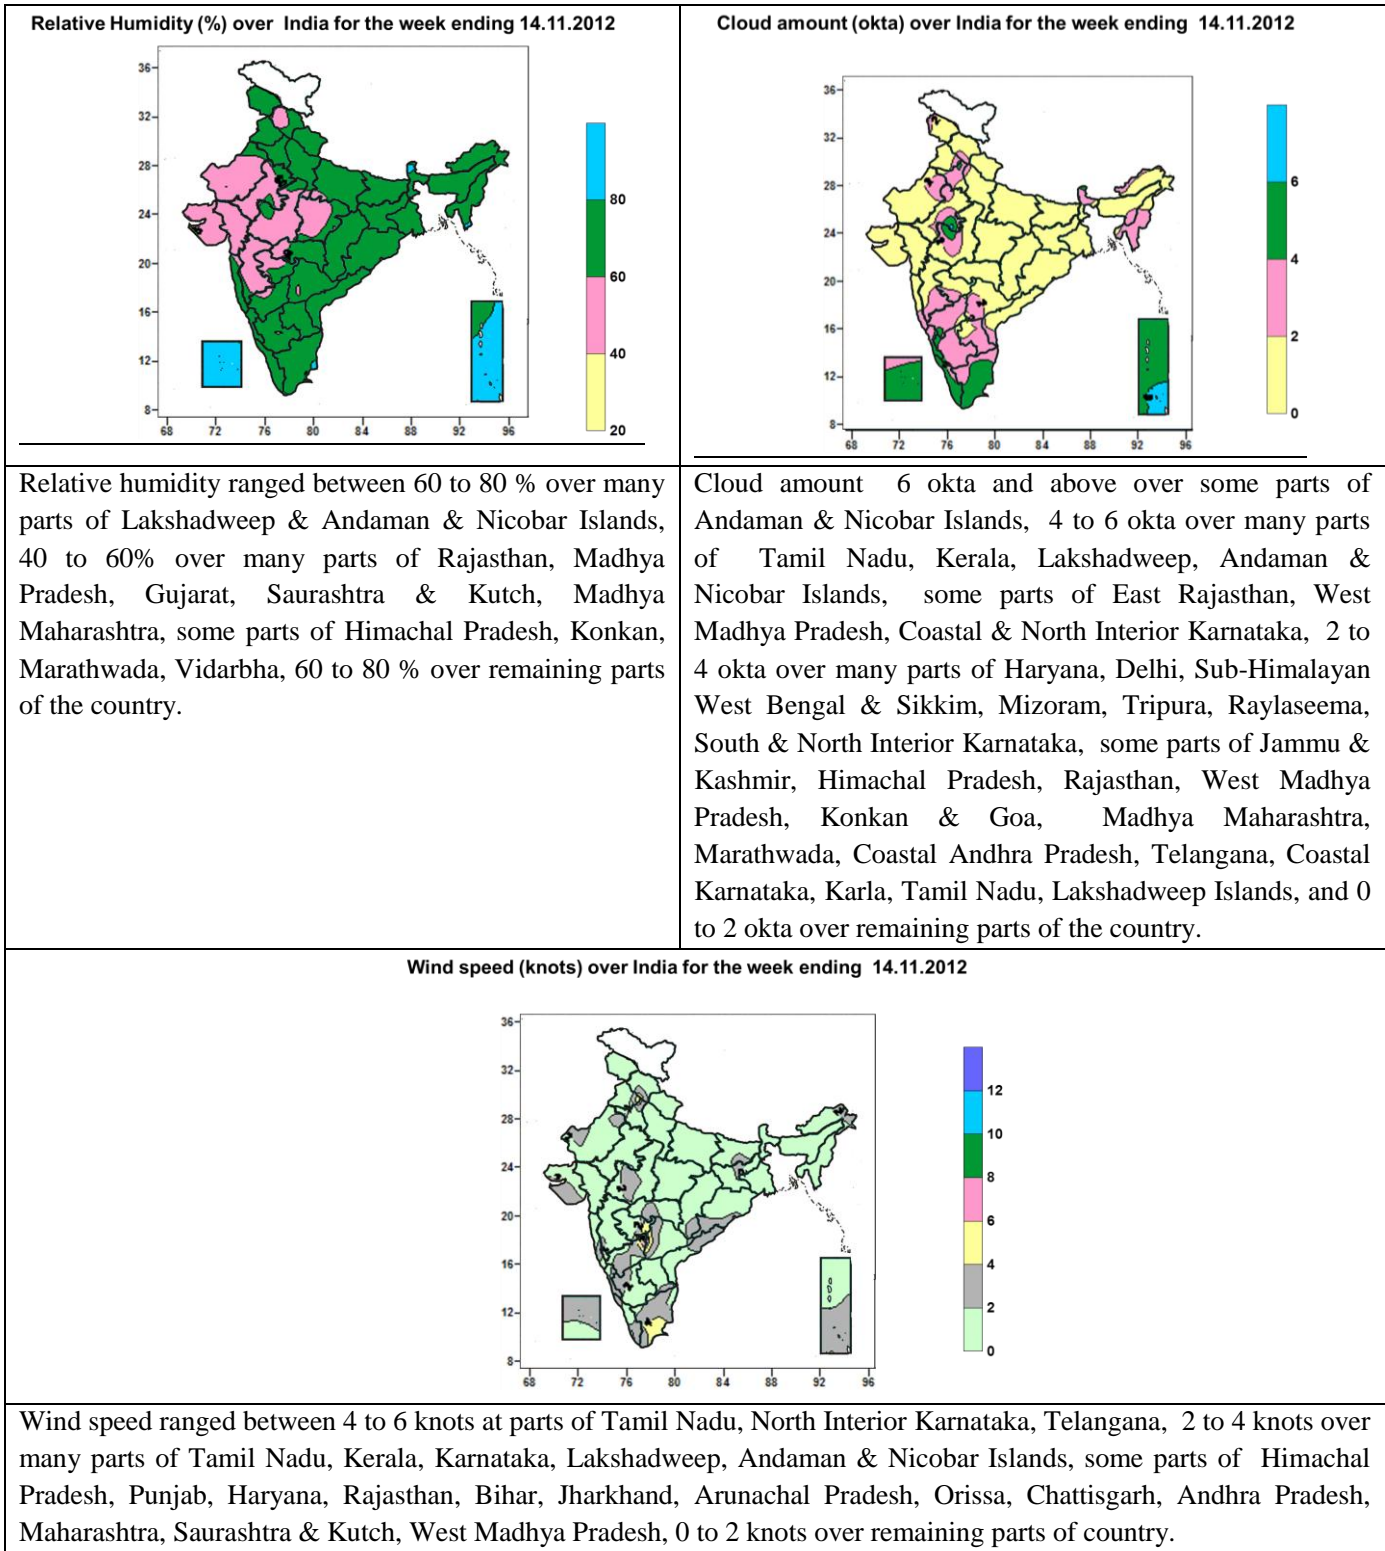 Relative Humidity (%) over India for the week ending 14.11.2012
36
32
28
24
20
16
12
8
68 72 76 80 84 88 92 96
80
60
40
20
Cloud amount (okta) over India for the week ending 14.11.2012
36
32
28
24
20
16
12
8
68 72 76 80 84 88 92 96
6
4
2
0
Relative humidity ranged between 60 to 80 % over many
parts of Lakshadweep & Andaman & Nicobar Islands,
40 to 60% over many parts of Rajasthan, Madhya
Pradesh, Gujarat, Saurashtra & Kutch, Madhya
Maharashtra, some parts of Himachal Pradesh, Konkan,
Marathwada, Vidarbha, 60 to 80 % over remaining parts
of the country.
Cloud amount 6 okta and above over some parts of
Andaman & Nicobar Islands, 4 to 6 okta over many parts
of Tamil Nadu, Kerala, Lakshadweep, Andaman &
Nicobar Islands, some parts of East Rajasthan, West
Madhya Pradesh, Coastal & North Interior Karnataka, 2 to
4 okta over many parts of Haryana, Delhi, Sub-Himalayan
West Bengal & Sikkim, Mizoram, Tripura, Raylaseema,
South & North Interior Karnataka, some parts of Jammu &
Kashmir, Himachal Pradesh, Rajasthan, West Madhya
Pradesh, Konkan & Goa, Madhya Maharashtra,
Marathwada, Coastal Andhra Pradesh, Telangana, Coastal
Karnataka, Karla, Tamil Nadu, Lakshadweep Islands, and 0
to 2 okta over remaining parts of the country.
Wind speed (knots) over India for the week ending 14.11.2012
36
32
28
24
20
16
12
8
68 72 76 80 84 88 92 96
12
10
8
6
4
2
0
Wind speed ranged between 4 to 6 knots at parts of Tamil Nadu, North Interior Karnataka, Telangana, 2 to 4 knots over
many parts of Tamil Nadu, Kerala, Karnataka, Lakshadweep, Andaman & Nicobar Islands, some parts of Himachal
Pradesh, Punjab, Haryana, Rajasthan, Bihar, Jharkhand, Arunachal Pradesh, Orissa, Chattisgarh, Andhra Pradesh,
Maharashtra, Saurashtra & Kutch, West Madhya Pradesh, 0 to 2 knots over remaining parts of country.